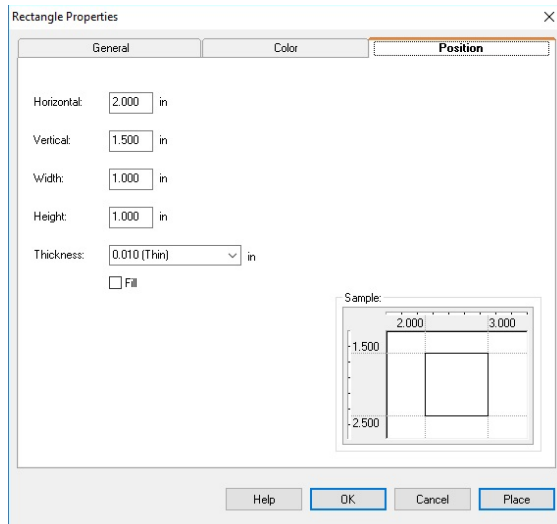 Rectangle Properties
General Color Position
Horizontal: 2.000 in
Vertical: 1.500 in
Width: 1.000 in
Height: 1.000 in
Thickness: 0.010 (Thin) in
Fill
Sample:
2.000 3.000
1.500
2.500
Help OK Cancel Place